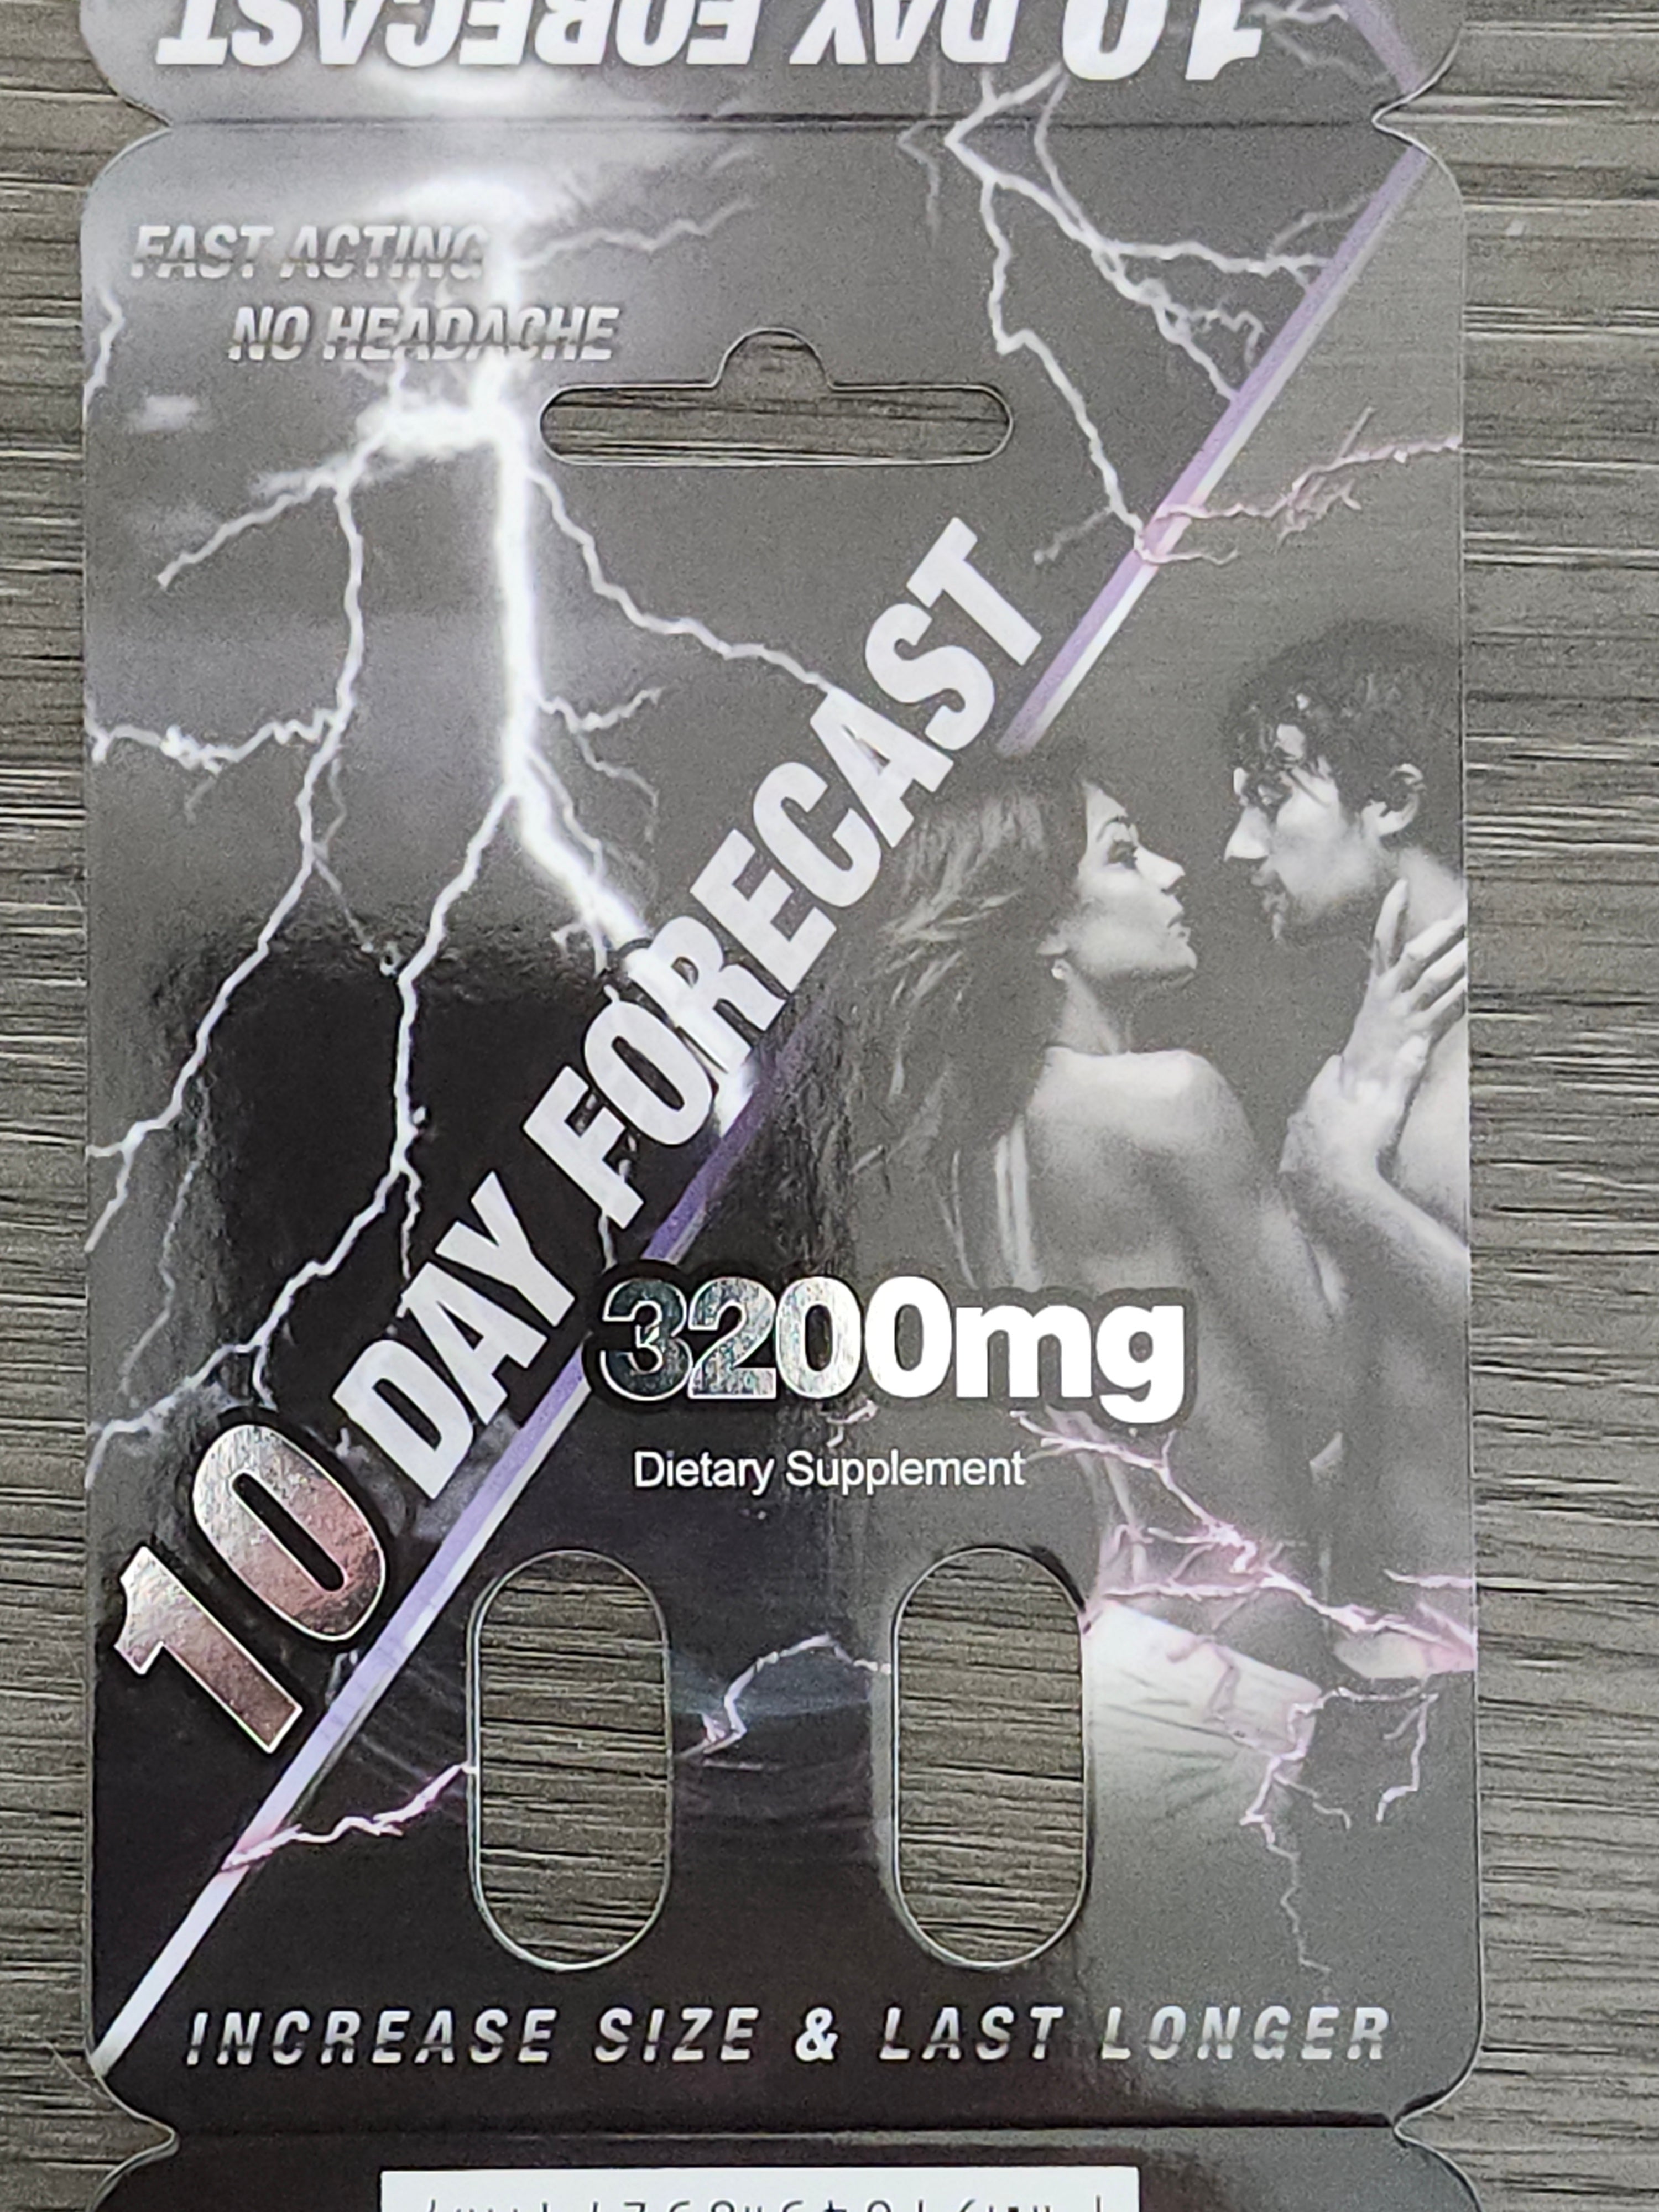 10 DAY FORECAST
FAST ACTING
NO HEADACHE
10 DAY FORECAST
3200mg
Dietary Supplement
INCREASE SIZE & LAST LONGER